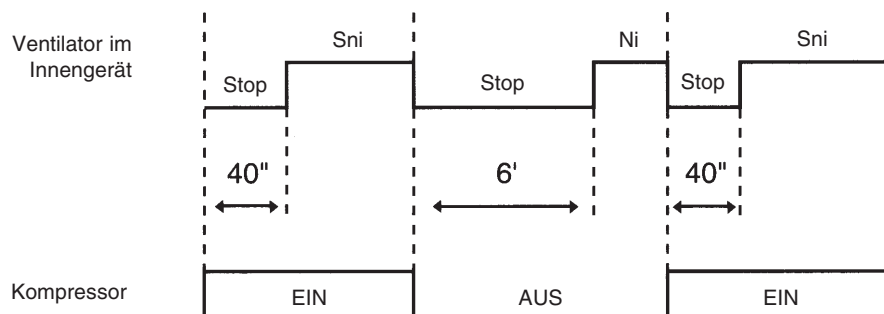 Ventilator im
Innengerät
Stop
Sni
Stop
Ni
Stop
Sni
40"
6'
40"
Kompressor
EIN
AUS
EIN